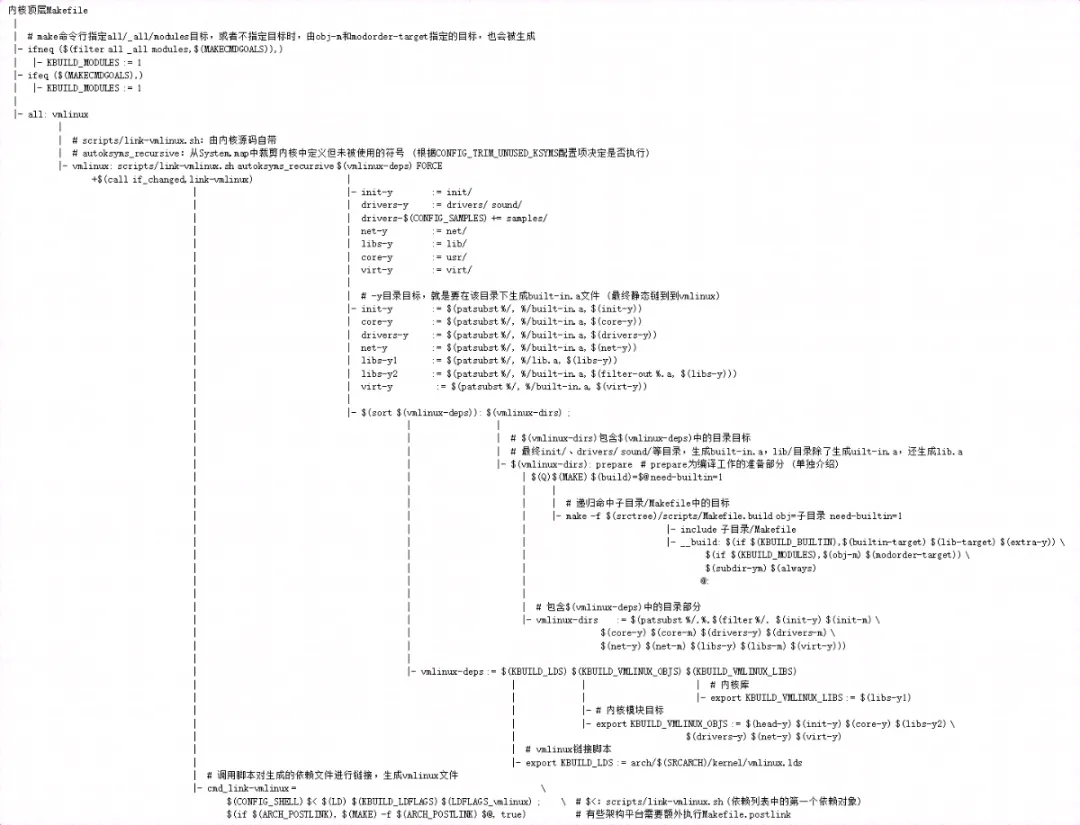 内核顶层Makefile
|
| # make命令行指定all/_all/modules目标，或者不指定目标时，由obj-m和modorder-target指定的目标，也会被生成
|- ifneq ($(filter all _all modules,$(MAKECMDGOALS)),)
| |- KBUILD_MODULES := 1
|- ifeq ($(MAKECMDGOALS),)
| |- KBUILD_MODULES := 1
|
|- all: vmlinux
|
| # scripts/link-vmlinux.sh: 由内核源码自带
| # autoksyms_recursive: 从System.map中裁剪内核中定义但未被使用的符号 (根据CONFIG_TRIM_UNUSED_KSYMS配置项决定是否执行)
|- vmlinux: scripts/link-vmlinux.sh autoksyms_recursive $(vmlinux-deps) FORCE
+$(call if_changed,link-vmlinux) |
| |- init-y := init/
| | drivers-y := drivers/ sound/
| | drivers-$(CONFIG_SAMPLES) += samples/
| | net-y := net/
| | libs-y := lib/
| | core-y := usr/
| | virt-y := virt/
| |
| | # -y目录目标，就是要在该目录下生成built-in.a文件 (最终静态链到到vmlinux)
| |- init-y := $(patsubst %/, %/built-in.a, $(init-y))
| | core-y := $(patsubst %/, %/built-in.a, $(core-y))
| | drivers-y := $(patsubst %/, %/built-in.a, $(drivers-y))
| | net-y := $(patsubst %/, %/built-in.a, $(net-y))
| | libs-y1 := $(patsubst %/, %/lib.a, $(libs-y))
| | libs-y2 := $(patsubst %/, %/built-in.a, $(filter-out %.a, $(libs-y)))
| | virt-y := $(patsubst %/, %/built-in.a, $(virt-y))
| |
| |- $(sort $(vmlinux-deps)): $(vmlinux-dirs) ;
| | |
| | | # $(vmlinux-dirs)包含$(vmlinux-deps)中的目录目标
| | | # 最终init/、drivers/ sound/等目录，生成built-in.a，lib/目录除了生成uilt-in.a，还生成lib.a
| | |- $(vmlinux-dirs): prepare # prepare为编译工作的准备部分 (单独介绍)
| | | $(Q)$(MAKE) $(build)=$@ need-builtin=1
| | | |
| | | | # 递归命中子目录/Makefile中的目标
| | | |- make -f $(srctree)/scripts/Makefile.build obj=子目录 need-builtin=1
| | | |- include 子目录/Makefile
| | | |- __build: $(if $(KBUILD_BUILTIN),$(builtin-target) $(lib-target) $(extra-y)) \
| | | $(if $(KBUILD_MODULES),$(obj-m) $(modorder-target)) \
| | | $(subdir-ym) $(always)
| | | @:
| | |
| | | # 包含$(vmlinux-deps)中的目录部分
| | |- vmlinux-dirs := $(patsubst %/,%,$(filter %/, $(init-y) $(init-m) \
| | $(core-y) $(core-m) $(drivers-y) $(drivers-m) \
| | $(net-y) $(net-m) $(libs-y) $(libs-m) $(virt-y)))
| |
| |- vmlinux-deps := $(KBUILD_LDS) $(KBUILD_VMLINUX_OBJS) $(KBUILD_VMLINUX_LIBS)
| | | | # 内核库
| | | |- export KBUILD_VMLINUX_LIBS := $(libs-y1)
| | |- # 内核模块目标
| | |- export KBUILD_VMLINUX_OBJS := $(head-y) $(init-y) $(core-y) $(libs-y2) \
| | $(drivers-y) $(net-y) $(virt-y)
| | # vmlinux链接脚本
| |- export KBUILD_LDS := arch/$(SRCARCH)/kernel/vmlinux.lds
| # 调用脚本对生成的依赖文件进行链接，生成vmlinux文件
|- cmd_link-vmlinux = \
$(CONFIG_SHELL) $< $(LD) $(KBUILD_LDFLAGS) $(LDFLAGS_vmlinux) ; \ # $<: scripts/link-vmlinux.sh (依赖列表中的第一个依赖对象)
$(if $(ARCH_POSTLINK), $(MAKE) -f $(ARCH_POSTLINK) $@, true) # 有些架构平台需要额外执行Makefile.postlink